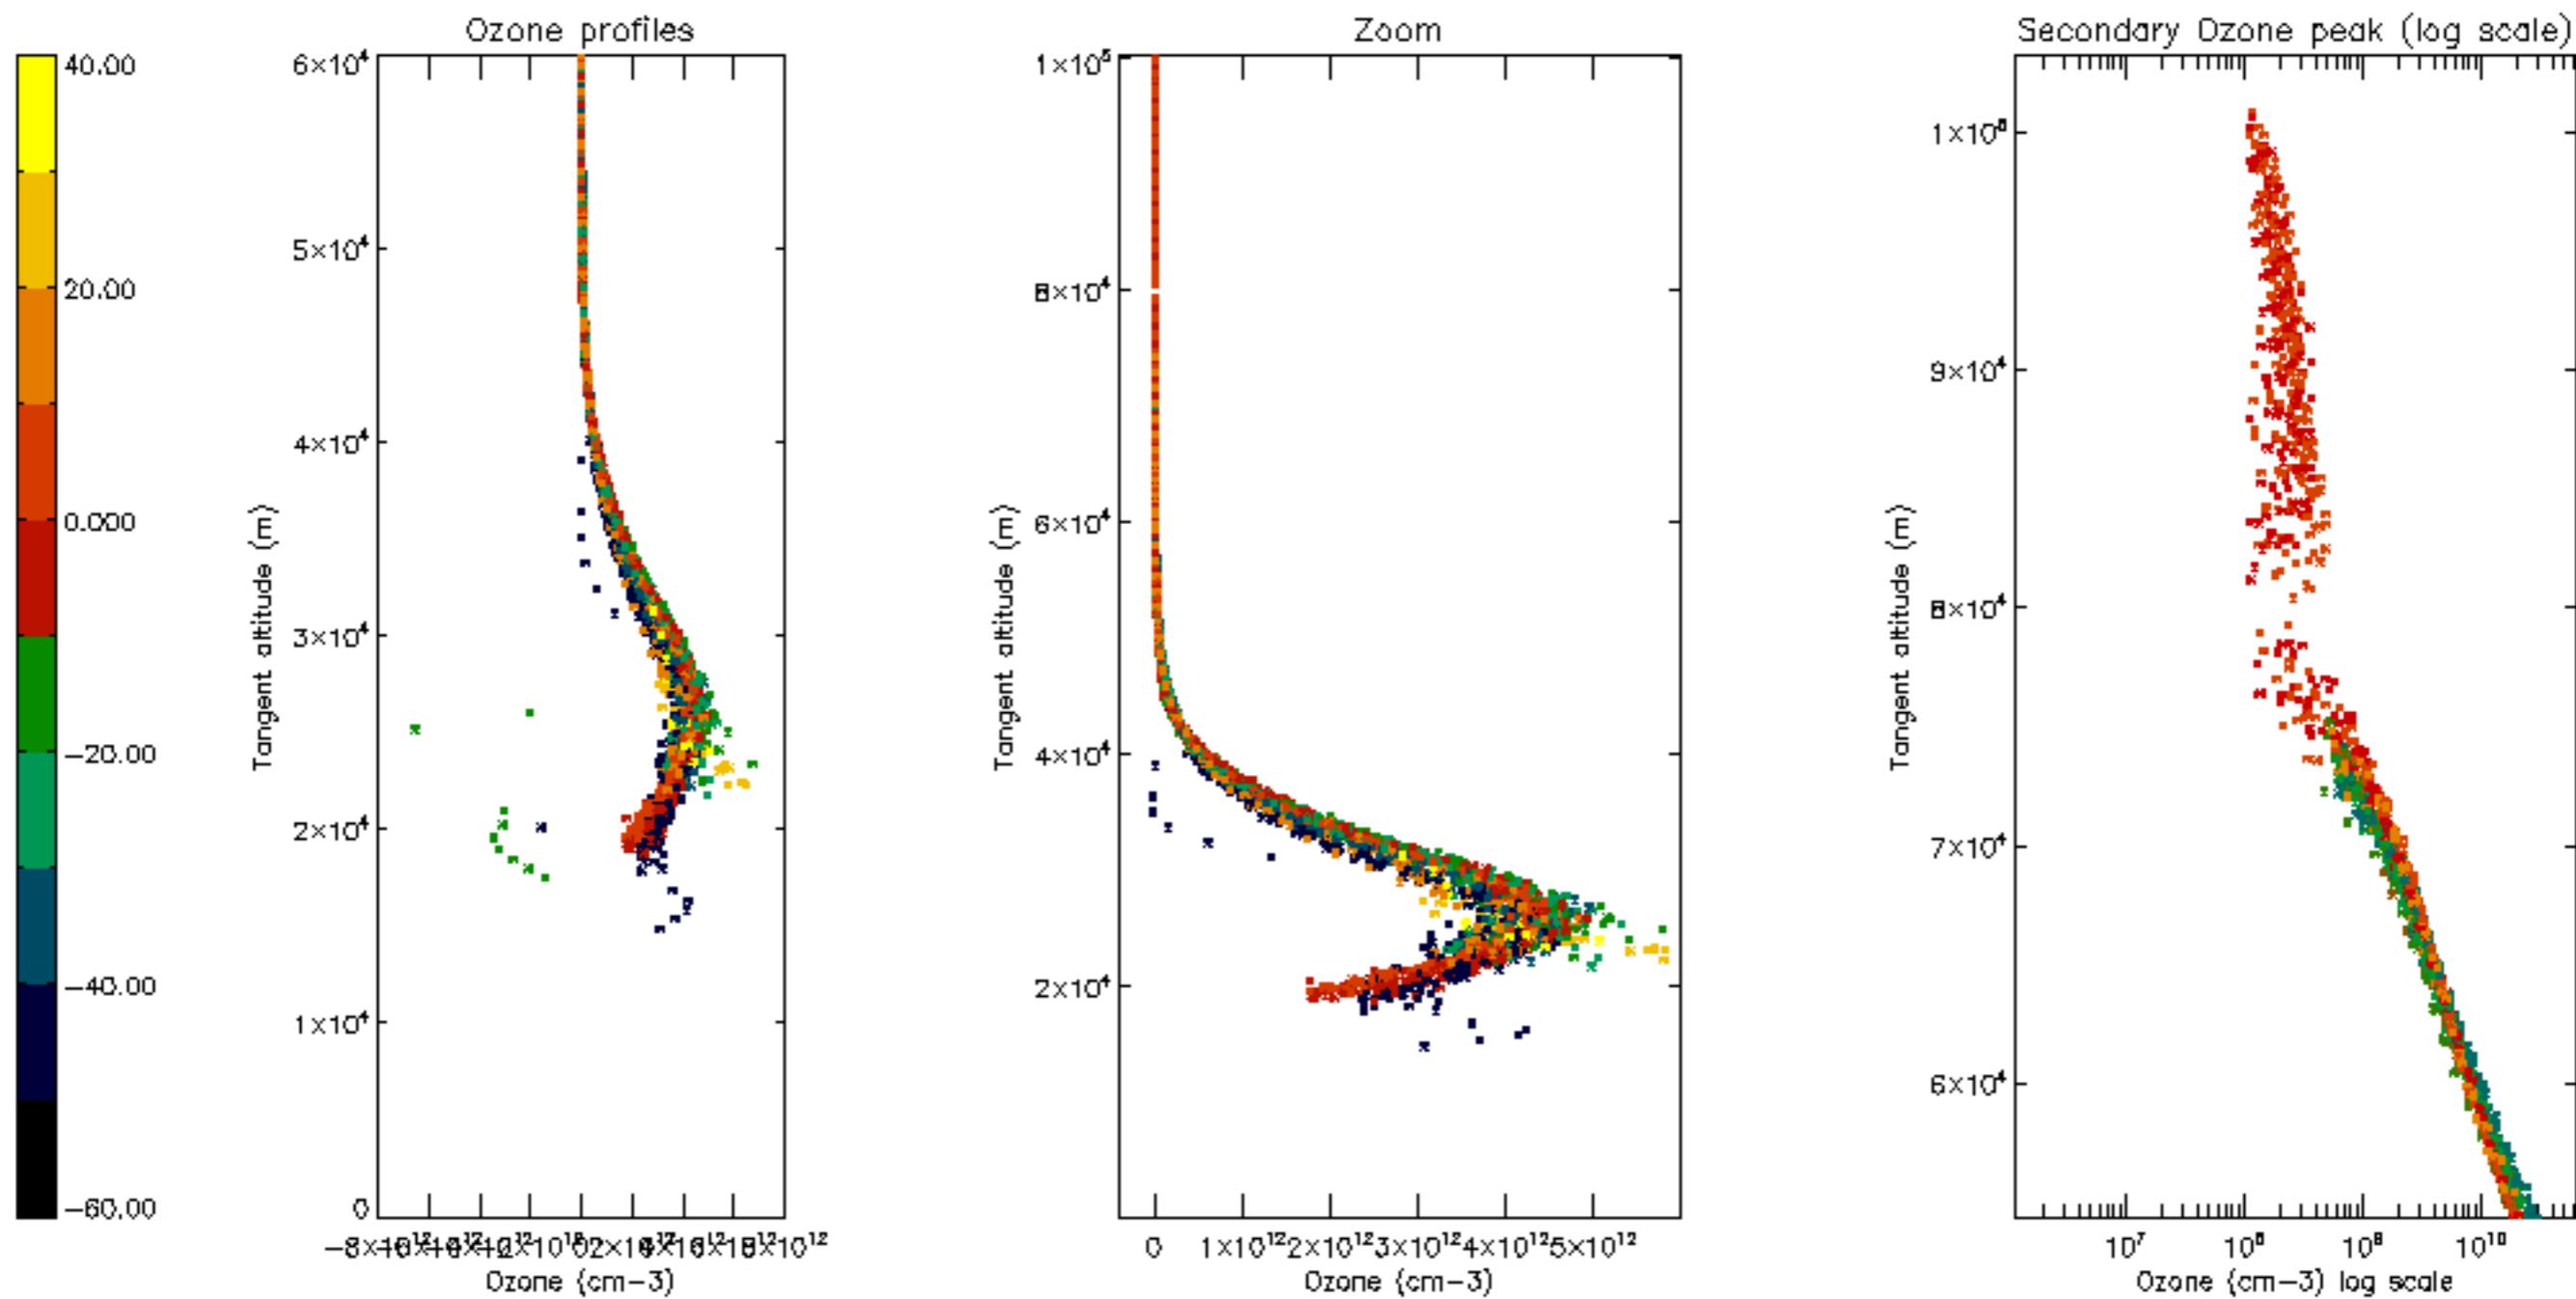 Ozone profiles
Zoom
Secondary Ozone peak (log scale)
40.00
20.00
0.000
-20.00
-40.00
-60.00
6×10⁴
5×10⁴
4×10⁴
3×10⁴
2×10⁴
1×10⁴
0
Tangent altitude (m)
Ozone (cm-3)
1×10⁵
8×10⁴
6×10⁴
4×10⁴
2×10⁴
Tangent altitude (m)
0 1×10¹² 2×10¹² 3×10¹² 4×10¹² 5×10¹²
Ozone (cm-3)
9×10⁴
8×10⁴
7×10⁴
6×10⁴
Tangent altitude (m)
10⁷ 10⁸ 10⁹ 10¹⁰
Ozone (cm-3) log scale